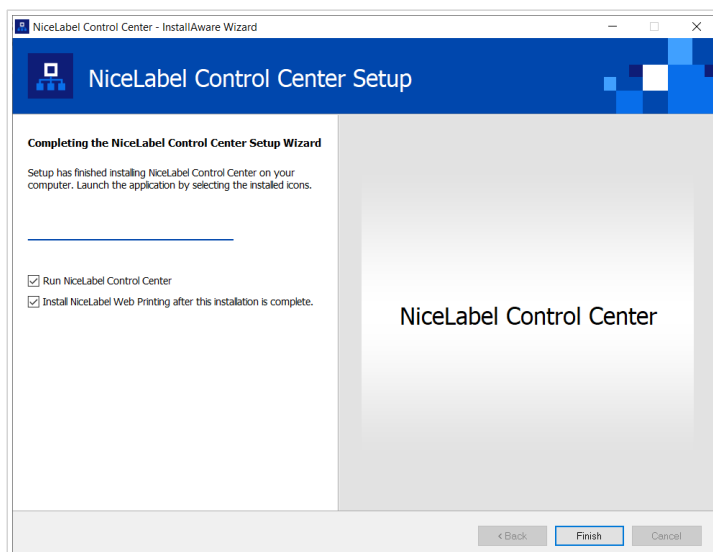 NiceLabel Control Center - InstallAware Wizard
NiceLabel Control Center Setup
Completing the NiceLabel Control Center Setup Wizard
Setup has finished installing NiceLabel Control Center on your
computer. Launch the application by selecting the installed icons.
Run NiceLabel Control Center
Install NiceLabel Web Printing after this installation is complete.
NiceLabel Control Center
< Back
Finish
Cancel